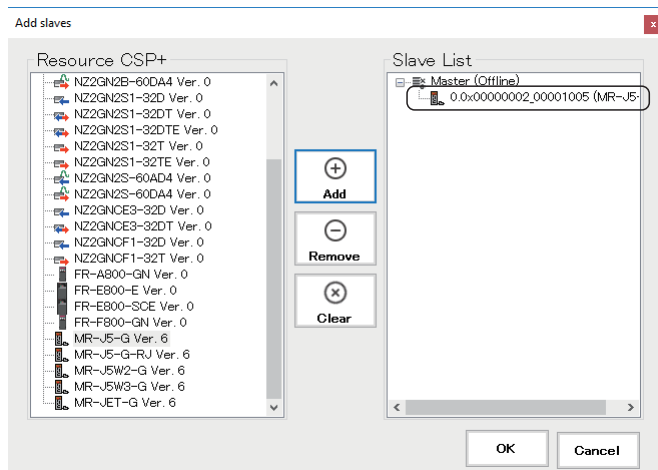 Add slaves
x
Resource CSP+
NZ2GN2B-60DA4 Ver. 0
NZ2GN2S1-32D Ver. 0
NZ2GN2S1-32DT Ver. 0
NZ2GN2S1-32DTE Ver. 0
NZ2GN2S1-32T Ver. 0
NZ2GN2S1-32TE Ver. 0
NZ2GN2S-60AD4 Ver. 0
NZ2GN2S-60DA4 Ver. 0
NZ2GNCE3-32D Ver. 0
NZ2GNCE3-32DT Ver. 0
NZ2GNCF1-32D Ver. 0
NZ2GNCF1-32T Ver. 0
FR-A800-GN Ver. 0
FR-E800-E Ver. 0
FR-E800-SCE Ver. 0
FR-F800-GN Ver. 0
MR-J5-G Ver. 6
MR-J5-G-RJ Ver. 6
MR-J5W2-G Ver. 6
MR-J5W3-G Ver. 6
MR-JET-G Ver. 6
Add
Remove
Clear
Slave List
Master (Offline)
0.0x00000002_00001005 (MR-J5-
OK
Cancel